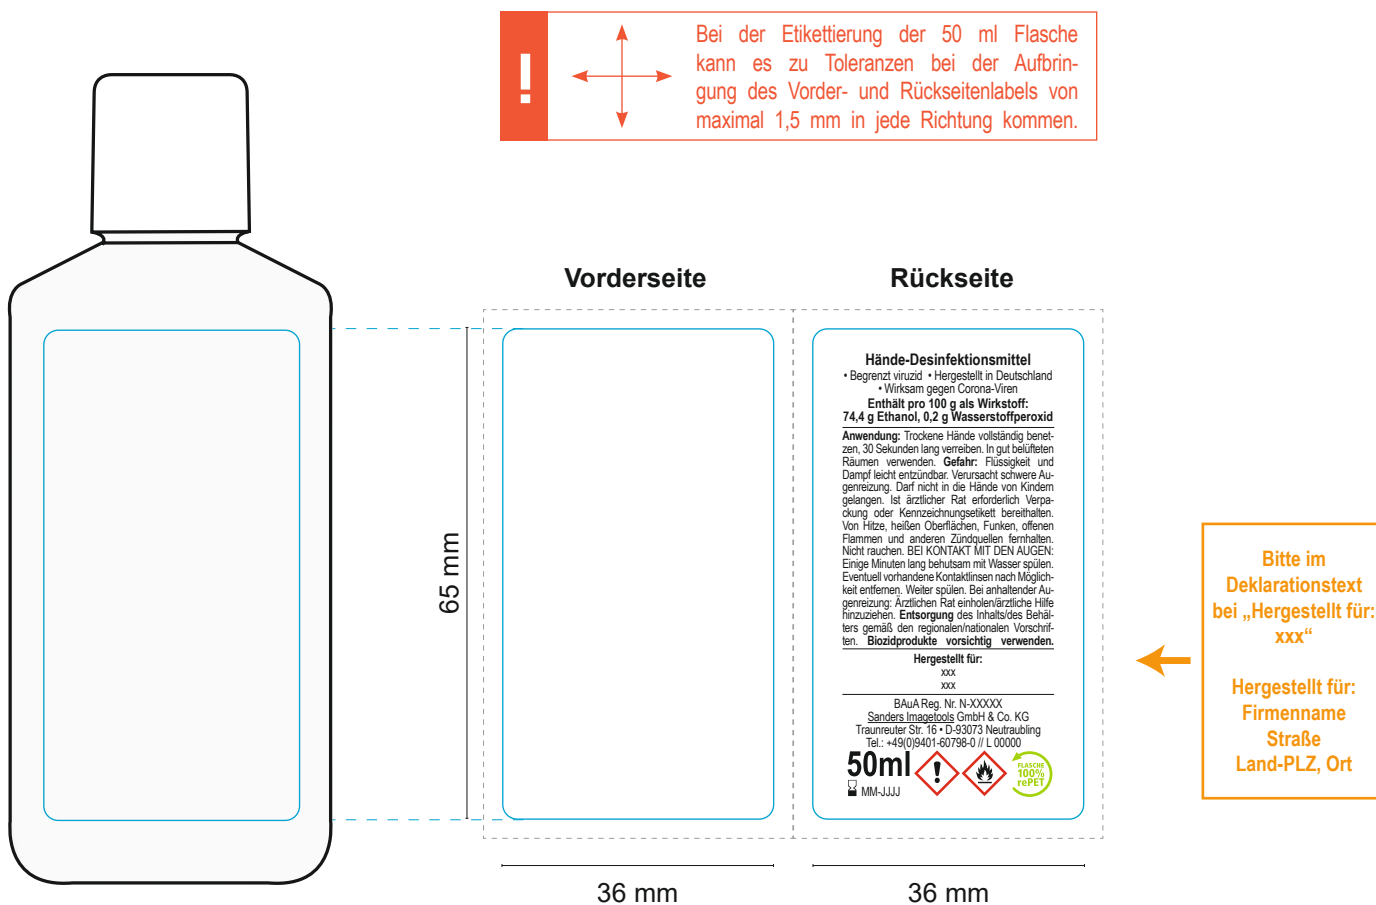 !
Bei der Etikettierung der 50 ml Flasche
kann es zu Toleranzen bei der Aufbrin-
gung des Vorder- und Rückseitenlabels von
maximal 1,5 mm in jede Richtung kommen.
Vorderseite
Rückseite
65 mm
Hände-Desinfektionsmittel
• Begrenzt viruzid • Hergestellt in Deutschland
• Wirksam gegen Corona-Viren
Enthält pro 100 g als Wirkstoff:
74,4 g Ethanol, 0,2 g Wasserstoffperoxid
Anwendung: Trockene Hände vollständig benet-
zen, 30 Sekunden lang verreiben. In gut belüfteten
Räumen verwenden. Gefahr: Flüssigkeit und
Dampf leicht entzündbar. Verursacht schwere Au-
genreizung. Darf nicht in die Hände von Kindern
gelangen. Ist ärztlicher Rat erforderlich Verpa-
ckung oder Kennzeichnungsetikett bereithalten.
Von Hitze, heißen Oberflächen, Funken, offenen
Flammen und anderen Zündquellen fernhalten.
Nicht rauchen. BEI KONTAKT MIT DEN AUGEN:
Einige Minuten lang behutsam mit Wasser spülen.
Eventuell vorhandene Kontaktlinsen nach Möglich-
keit entfernen. Weiter spülen. Bei anhaltender Au-
genreizung: Ärztlichen Rat einholen/ärztliche Hilfe
hinzuziehen. Entsorgung des Inhalts/des Behäl-
ters gemäß den regionalen/nationalen Vorschrif-
ten. Biozidprodukte vorsichtig verwenden.
Hergestellt für:
xxx
xxx
BAuA Reg. Nr. N-XXXXX
Sanders Imagetools GmbH & Co. KG
Traunreuter Str. 16 • D-93073 Neutraubling
Tel.: +49(0)9401-60798-0 // L 00000
50ml
MM-JJJJ
!
FLASCHE
100%
rePET
36 mm
36 mm
Bitte im
Deklarationstext
bei „Hergestellt für:
xxx“
Hergestellt für:
Firmenname
Straße
Land-PLZ, Ort